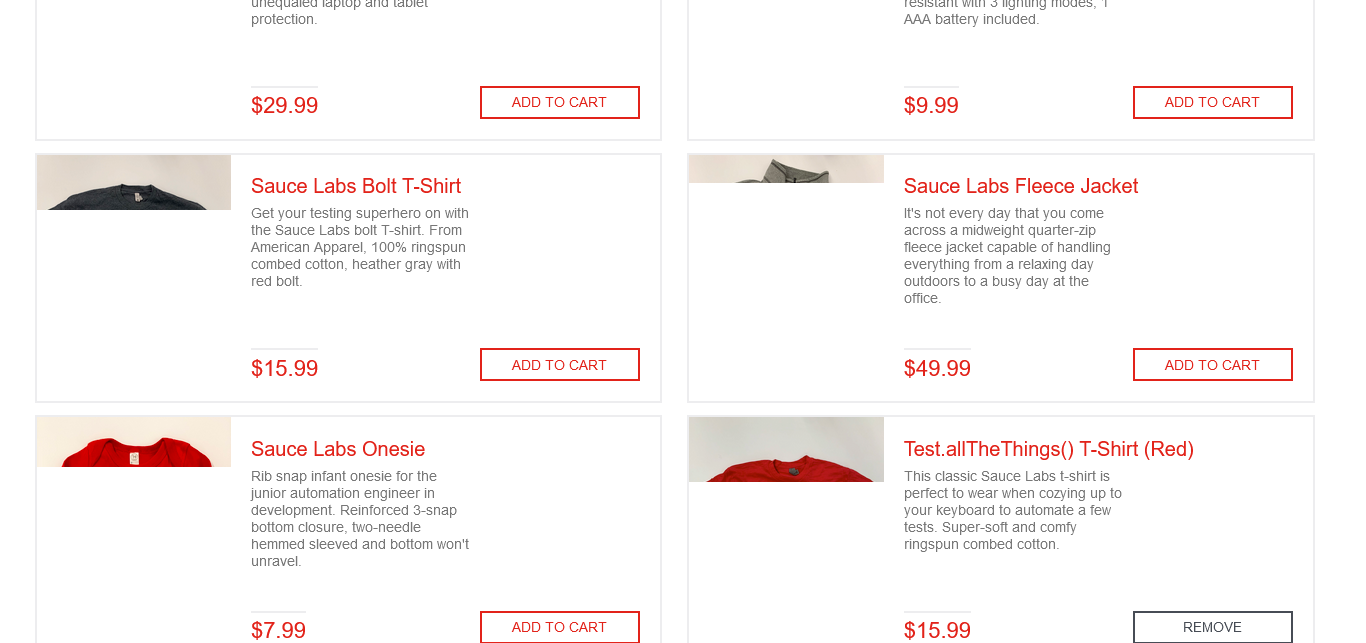 unequaled laptop and tablet
protection.
$29.99
ADD TO CART
resistant with 3 lighting modes, 1
AAA battery included.
$9.99
ADD TO CART
Sauce Labs Bolt T-Shirt
Get your testing superhero on with
the Sauce Labs bolt T-shirt. From
American Apparel, 100% ringspun
combed cotton, heather gray with
red bolt.
$15.99
ADD TO CART
Sauce Labs Fleece Jacket
It's not every day that you come
across a midweight quarter-zip
fleece jacket capable of handling
everything from a relaxing day
outdoors to a busy day at the
office.
$49.99
ADD TO CART
Sauce Labs Onesie
Rib snap infant onesie for the
junior automation engineer in
development. Reinforced 3-snap
bottom closure, two-needle
hemmed sleeved and bottom won't
unravel.
$7.99
ADD TO CART
Test.allTheThings() T-Shirt (Red)
This classic Sauce Labs t-shirt is
perfect to wear when cozying up to
your keyboard to automate a few
tests. Super-soft and comfy
ringspun combed cotton.
$15.99
REMOVE